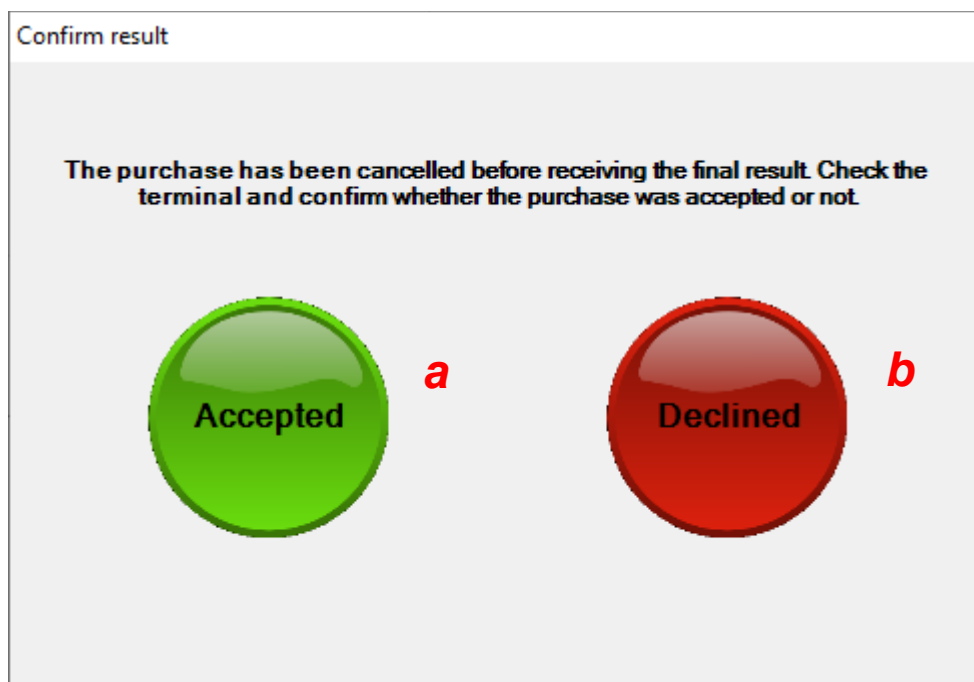 Confirm result
The purchase has been cancelled before receiving the final result. Check the
terminal and confirm whether the purchase was accepted or not.
a
b
Accepted
Declined